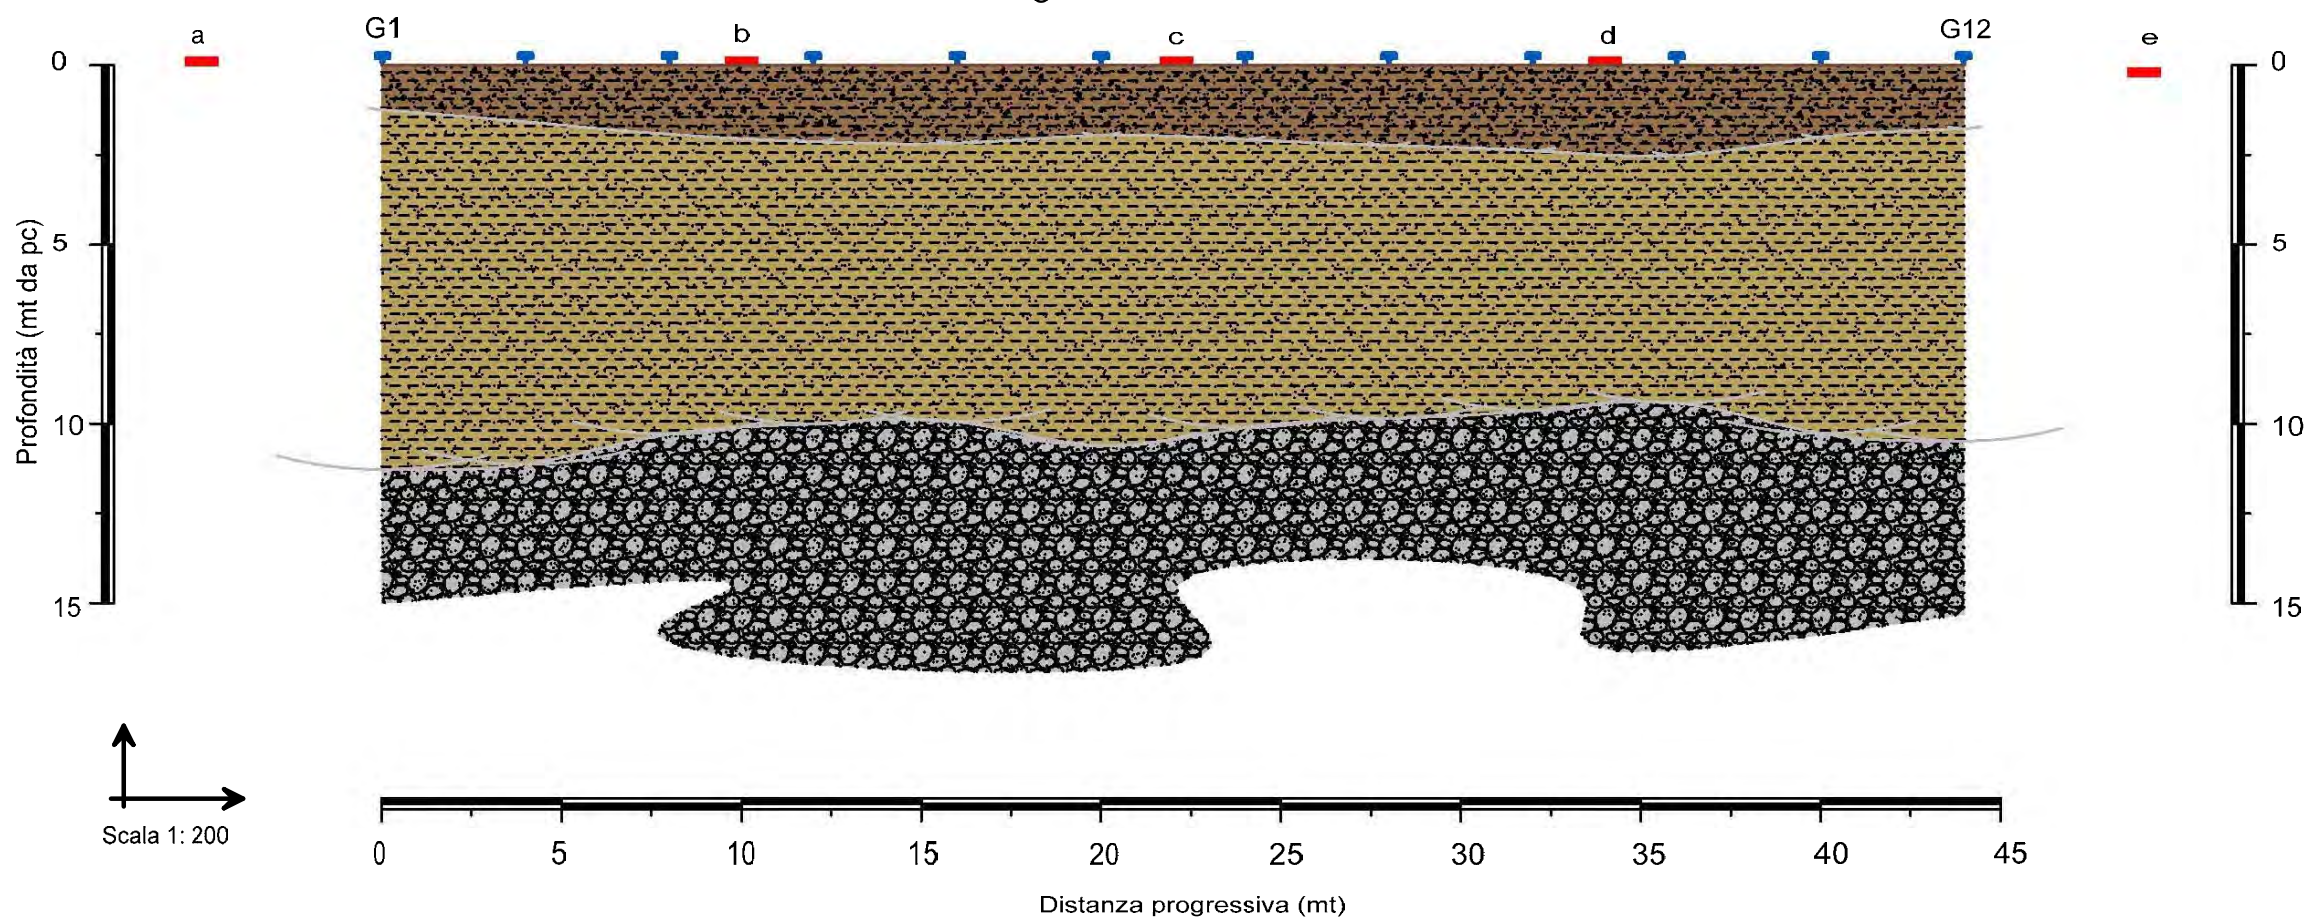 G1 G12
a b c d e
0 0
5 5
10 10
15 15
Profondità (mt da pc)
Scala 1: 200
0 5 10 15 20 25 30 35 40 45
Distanza progressiva (mt)